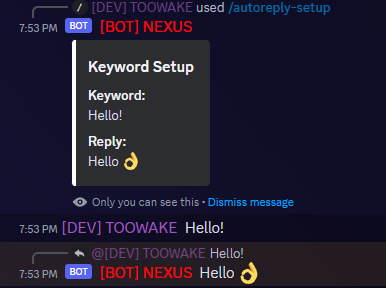 [DEV] TOOWAKE used /autoreply-setup
7:53 PM BOT [BOT] NEXUS
Keyword Setup
Keyword:
Hello!
Reply:
Hello 👌
Only you can see this • Dismiss message
7:53 PM [DEV] TOOWAKE Hello!
@[DEV] TOOWAKE Hello!
7:53 PM BOT [BOT] NEXUS Hello 👌